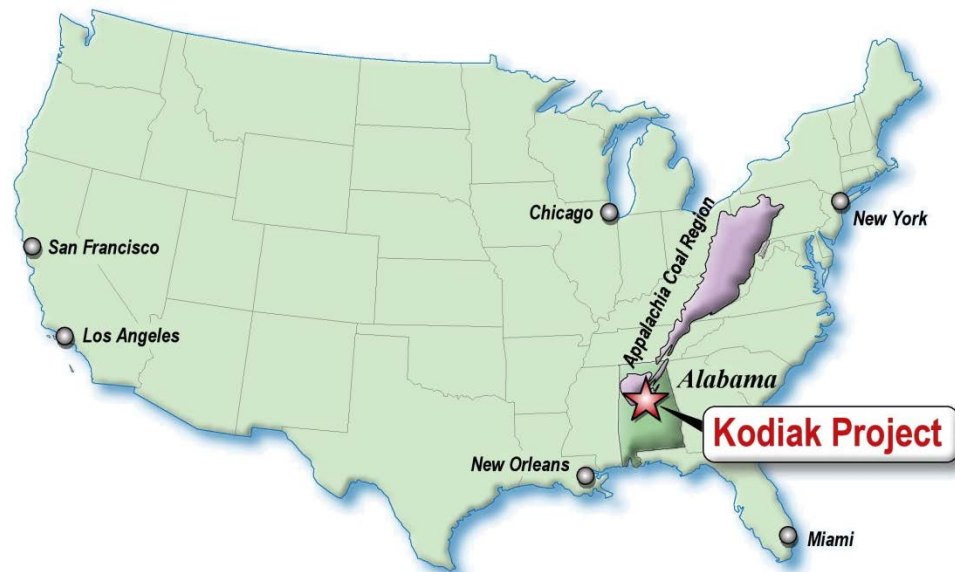 Chicago
New York
San Francisco
Appalachia Coal Region
Los Angeles
Alabama
Kodiak Project
New Orleans
Miami